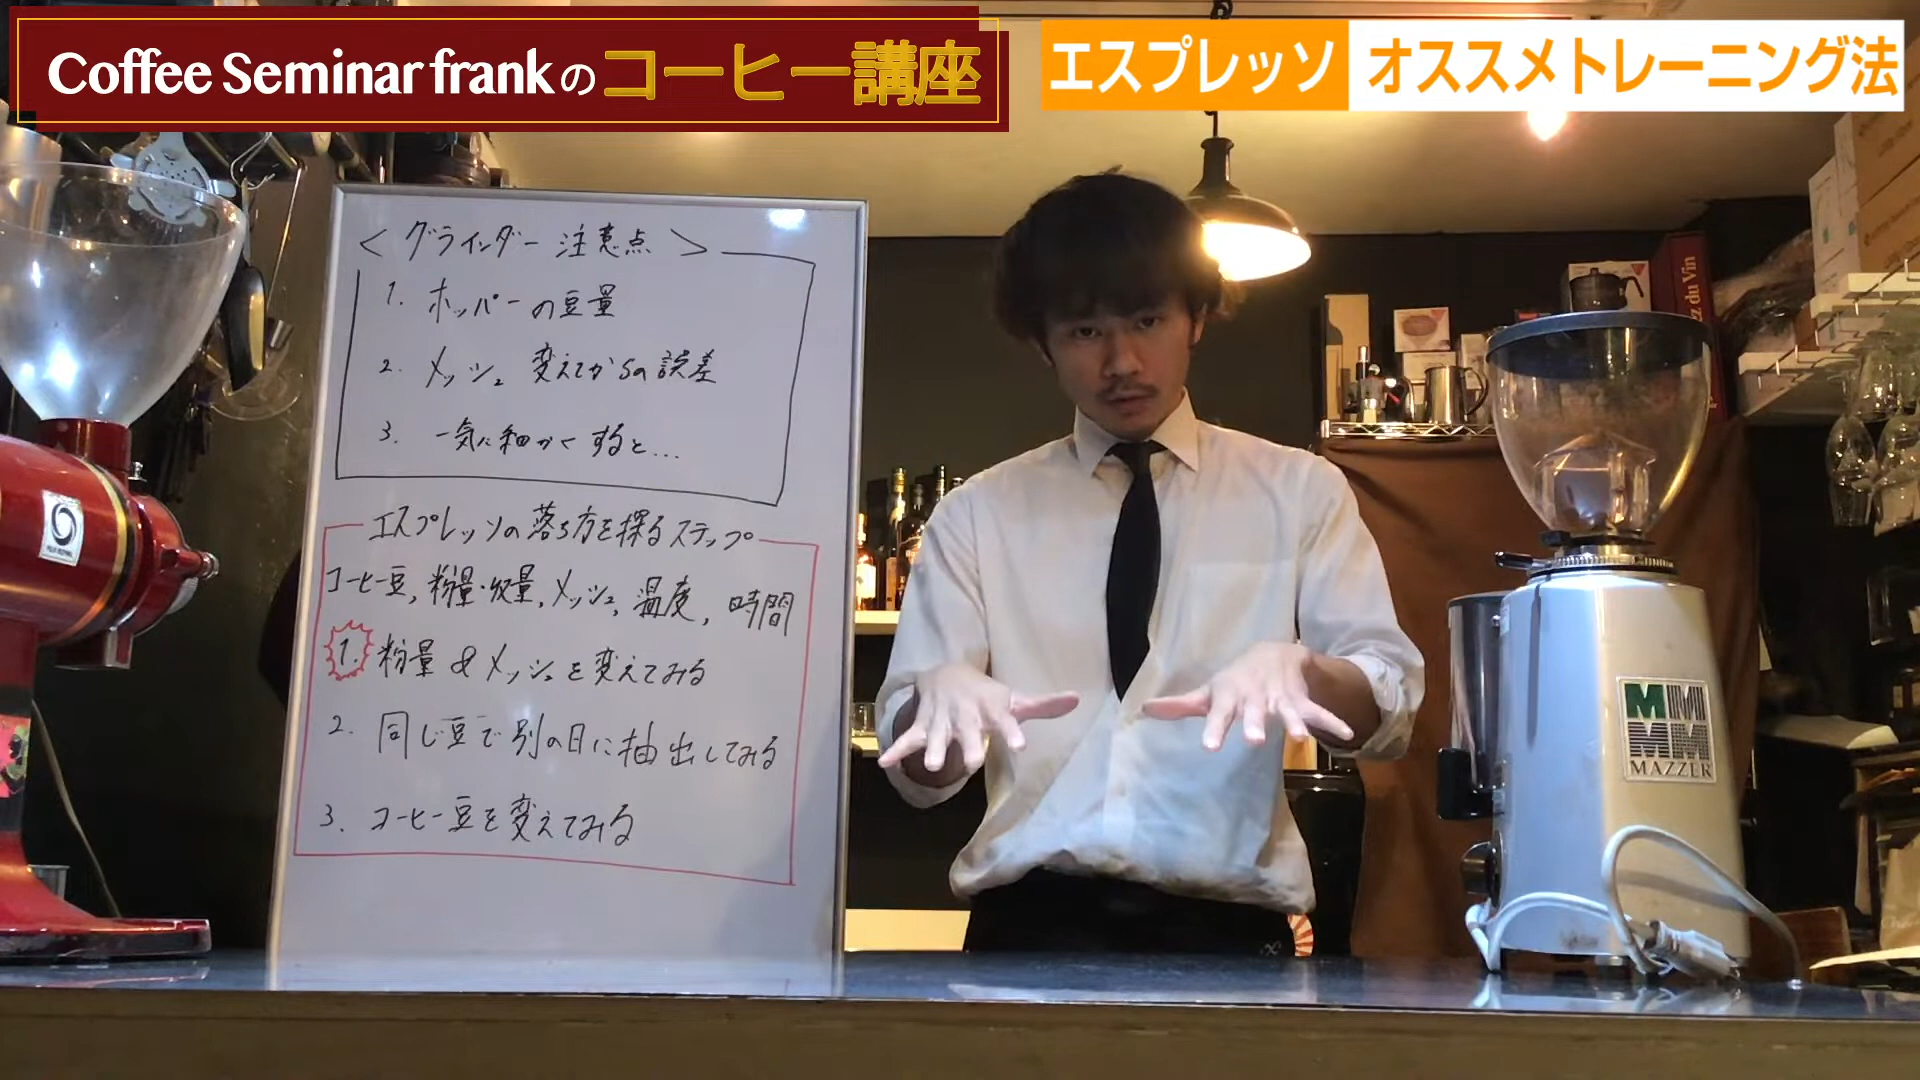 Coffee Seminar frankのコーヒー講座
エスプレッソ オススメトレーニング法
＜グラインダー 注意点＞
1. ホッパーの豆量
2. メッシュ 変えてからの誤差
3. 一気に細かくすると...
エスプレッソの落ち方を探るステップ
コーヒー豆, 粉量・収量, メッシュ, 温度, 時間
1. 粉量 & メッシュを変えてみる
2. 同じ豆で別の日に抽出してみる
3. コーヒー豆を変えてみる
MAZZER
du Vin